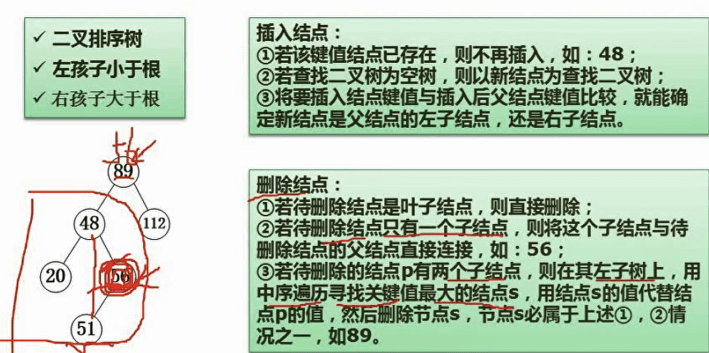 ✓ 二叉排序树
✓ 左孩子小于根
✓ 右孩子大于根
插入结点：
①若该键值结点已存在，则不再插入，如：48；
②若查找二叉树为空树，则以新结点为查找二叉树；
③将要插入结点键值与插入后父结点键值比较，就能确
定新结点是父结点的左子结点，还是右子结点。
89
48
112
20
56
51
删除结点：
①若待删除结点是叶子结点，则直接删除；
②若待删除结点只有一个子结点，则将这个子结点与待
删除结点的父结点直接连接，如：56；
③若待删除的结点p有两个子结点，则在其左子树上，用
中序遍历寻找关键值最大的结点s，用结点s的值代替结
点p的值，然后删除节点s，节点s必属于上述①，②情
况之一，如89。